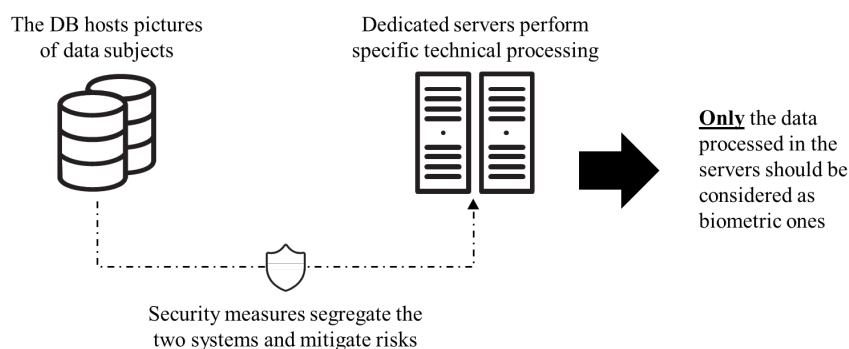 The DB hosts pictures
of data subjects
Dedicated servers perform
specific technical processing
Only the data
processed in the
servers should be
considered as
biometric ones
Security measures segregate the
two systems and mitigate risks